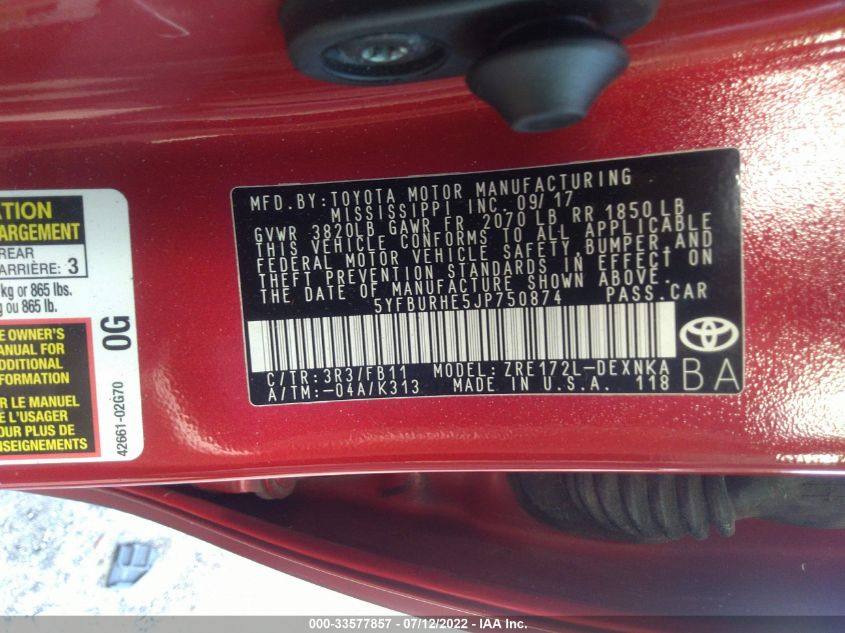 ATION
ARGEMENT
REAR
ARRIÈRE: 3
kg or 865 lbs.
g ou 865 lb.
E OWNER'S
ANUAL FOR
ADDITIONAL
FORMATION
R LE MANUEL
E L'USAGER
OUR PLUS DE
NSEIGNEMENTS
0G
42661-02G70
MFD.BY:TOYOTA MOTOR MANUFACTURING
MISSISSIPPI INC. 09/17
GVWR 3820LB GAWR FR 2070 LB RR 1850 LB
THIS VEHICLE CONFORMS TO ALL APPLICABLE
FEDERAL MOTOR VEHICLE SAFETY, BUMPER, AND
THEFT PREVENTION STANDARDS IN EFFECT ON
THE DATE OF MANUFACTURE SHOWN ABOVE.
5YFBURHE5JP750874 PASS.CAR
C/TR:3R3/FB11 MODEL:ZRE172L-DEXNKA
A/TM:-04A/K313 MADE IN U.S.A. 118
BA
000-33577857 - 07/12/2022 - IAA Inc.